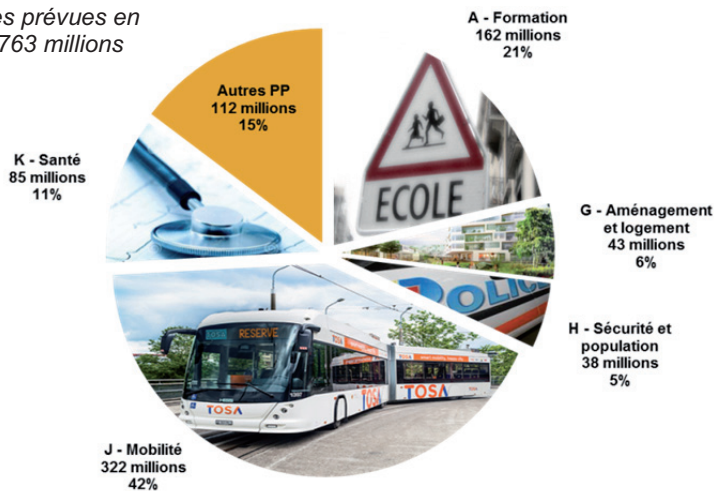 es prévues en
763 millions
A - Formation
162 millions
21%
Autres PP
112 millions
15%
K - Santé
85 millions
11%
ECOLE
G - Aménagement
et logement
43 millions
6%
POLICE
H - Sécurité et
population
38 millions
5%
RESERVE
TOSA
TOSA
TOSA
J - Mobilité
322 millions
42%